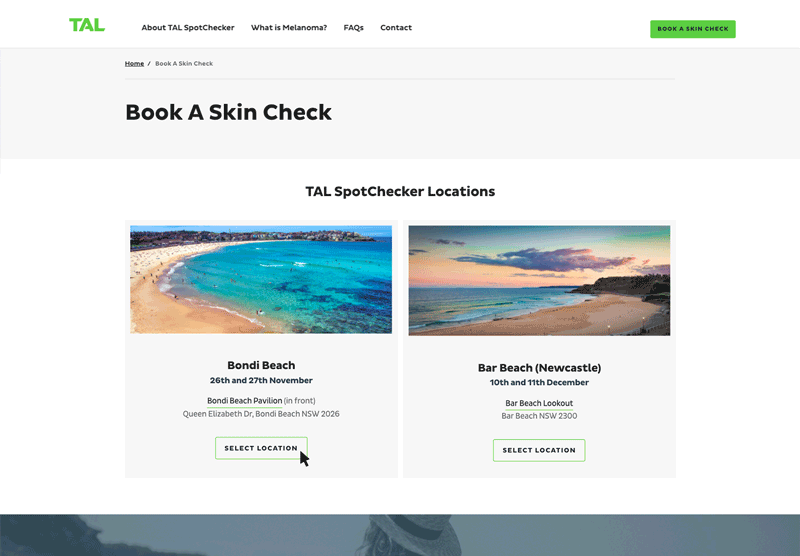 TAL
About TAL SpotChecker
What is Melanoma?
FAQs
Contact
BOOK A SKIN CHECK
Home / Book A Skin Check
Book A Skin Check
TAL SpotChecker Locations
Bondi Beach
26th and 27th November
Bondi Beach Pavilion (in front)
Queen Elizabeth Dr, Bondi Beach NSW 2026
SELECT LOCATION
Bar Beach (Newcastle)
10th and 11th December
Bar Beach Lookout
Bar Beach NSW 2300
SELECT LOCATION